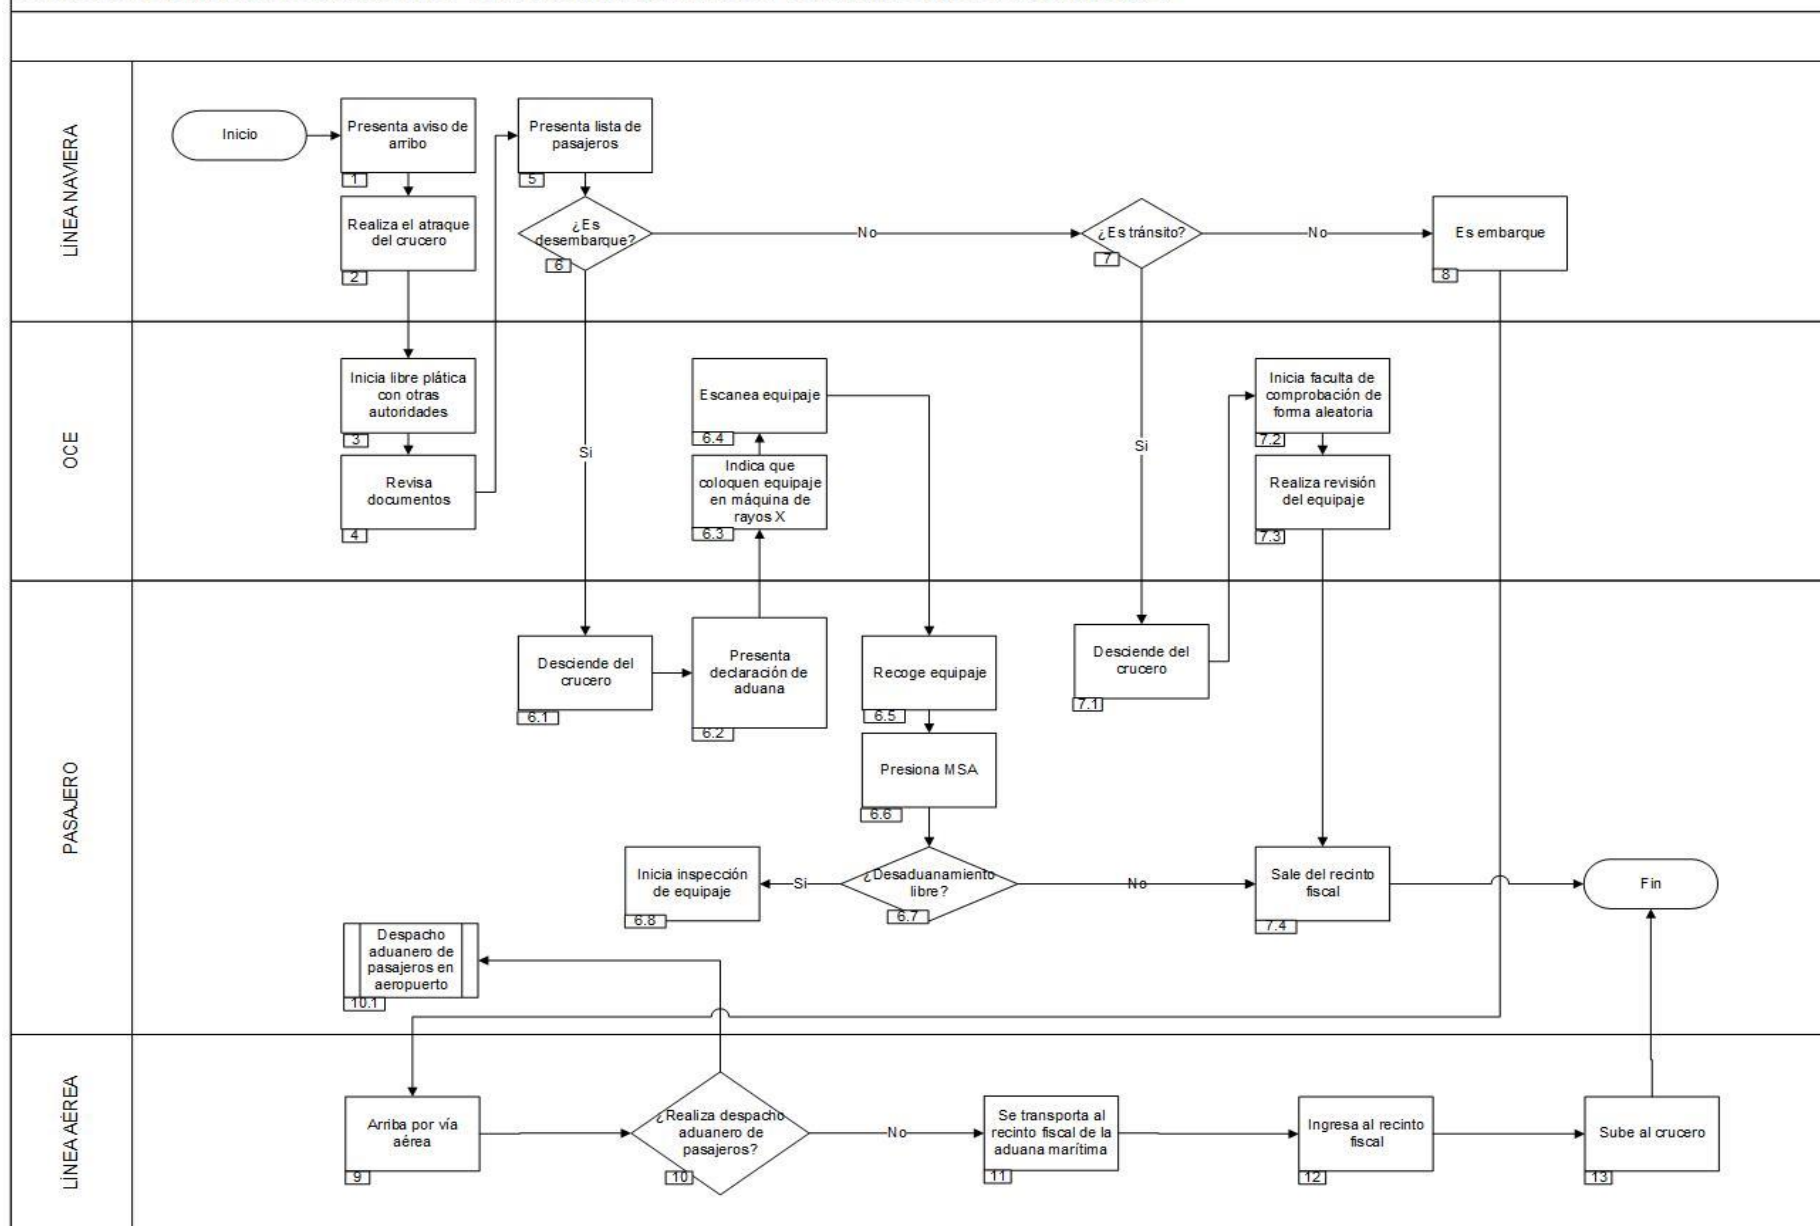 LÍNEA NAVIERA
Inicio
Presenta aviso de
arribo
1
Realiza el atraque
del crucero
2
Presenta lista de
pasajeros
5
¿Es
desembarque?
6
No
¿Es tránsito?
7
No
Es embarque
8
OCE
Inicia libre plática
con otras
autoridades
3
Revisa
documentos
4
Si
Escanea equipaje
6.4
Indica que
coloquen equipaje
en máquina de
rayos X
6.3
Si
Inicia faculta de
comprobación de
forma aleatoria
7.2
Realiza revisión
del equipaje
7.3
PASAJERO
Desciende del
crucero
6.1
Presenta
declaración de
aduana
6.2
Recoge equipaje
6.5
Presiona MSA
6.6
Desciende del
crucero
7.1
Inicia inspección
de equipaje
6.8
Si
¿Desaduanamiento
libre?
6.7
No
Sale del recinto
fiscal
7.4
Fin
Despacho
aduanero de
pasajeros en
aeropuerto
10.1
LÍNEA AÉREA
Arriba por vía
aérea
9
¿Realiza despacho
aduanero de
pasajeros?
10
No
Se transporta al
recinto fiscal de la
aduana marítima
11
Ingresa al recinto
fiscal
12
Sube al crucero
13